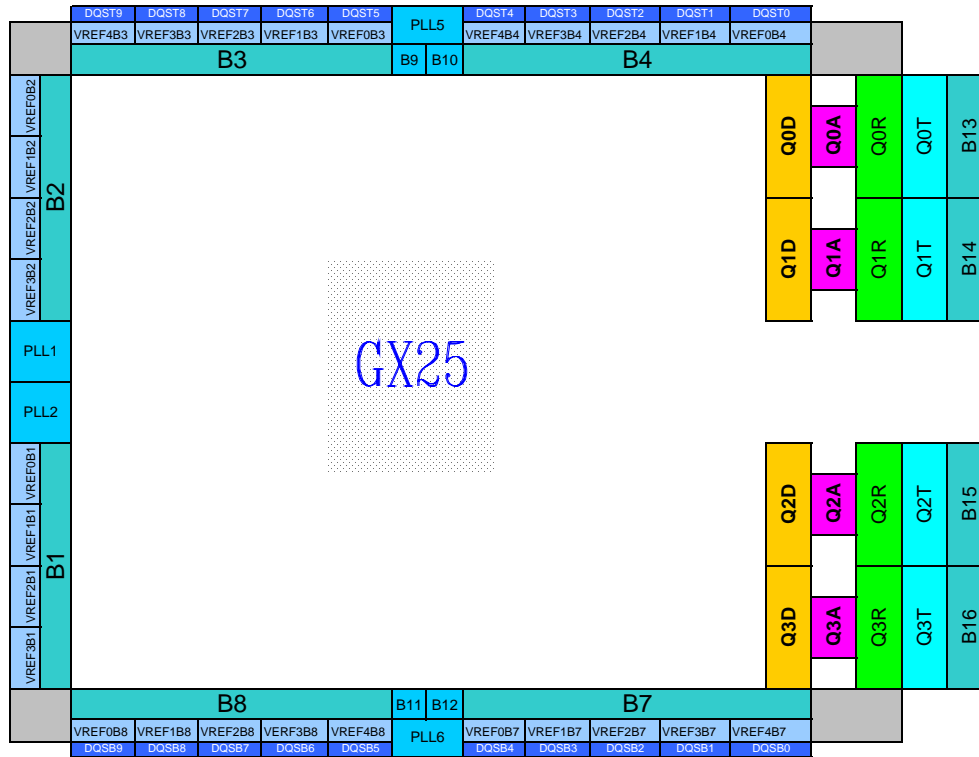 DQST9 DQST8 DQST7 DQST6 DQST5 PLL5 DQST4 DQST3 DQST2 DQST1 DQST0
VREF4B3 VREF3B3 VREF2B3 VREF1B3 VREF0B3 VREF4B4 VREF3B4 VREF2B4 VREF1B4 VREF0B4
B3 B9 B10 B4
VREF0B2 VREF1B2 VREF2B2 VREF3B2
B2
Q0D Q0A Q0R Q0T B13
Q1D Q1A Q1R Q1T B14
GX25
PLL1
PLL2
VREF0B1 VREF1B1 VREF2B1 VREF3B1
B1
Q2D Q2A Q2R Q2T B15
Q3D Q3A Q3R Q3T B16
B8 B11 B12 B7
VREF0B8 VREF1B8 VREF2B8 VERF3B8 VREF4B8 PLL6 VREF0B7 VREF1B7 VREF2B7 VREF3B7 VREF4B7
DQSB9 DQSB8 DQSB7 DQSB6 DQSB5 DQSB4 DQSB3 DQSB2 DQSB1 DQSB0